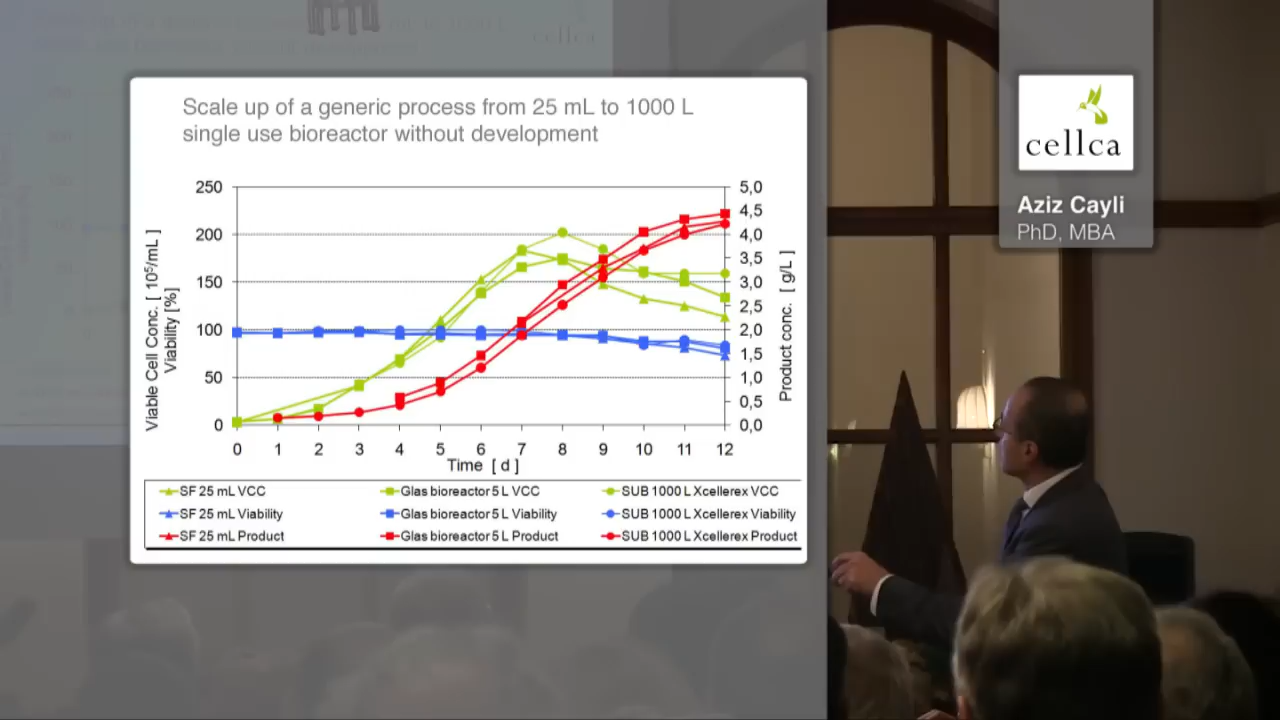 Scale up of a generic process from 25 mL to 1000 L
single use bioreactor without development
250
200
150
100
50
0
Viable Cell Conc. [ 10⁵/mL ]
Viability [%]
5,0
4,5
4,0
3,5
3,0
2,5
2,0
1,5
1,0
0,5
0,0
Product conc. [ g/L ]
0 1 2 3 4 5 6 7 8 9 10 11 12
Time [ d ]
SF 25 mL VCC Glas bioreactor 5 L VCC SUB 1000 L Xcellerex VCC
SF 25 mL Viability Glas bioreactor 5 L Viability SUB 1000 L Xcellerex Viability
SF 25 mL Product Glas bioreactor 5 L Product SUB 1000 L Xcellerex Product
cellca
Aziz Cayli
PhD, MBA
cellca